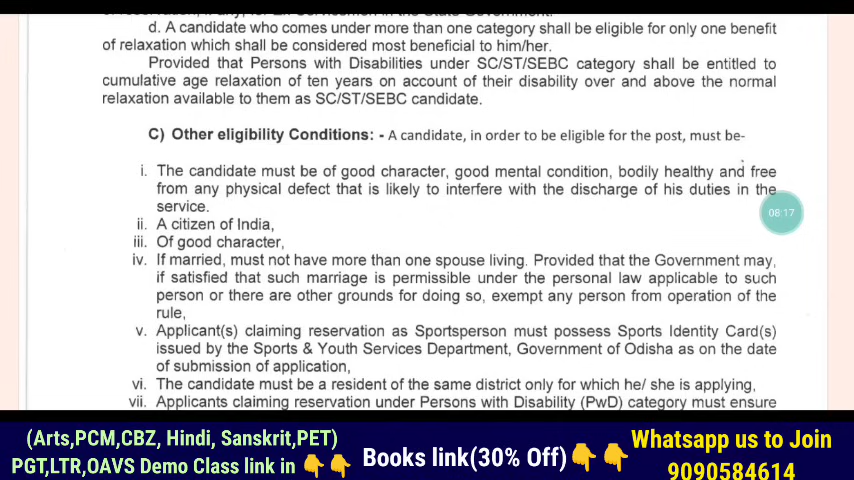 of reservation, if any, for Ex-Servicemen in the State Government.
d. A candidate who comes under more than one category shall be eligible for only one benefit
of relaxation which shall be considered most beneficial to him/her.
Provided that Persons with Disabilities under SC/ST/SEBC category shall be entitled to
cumulative age relaxation of ten years on account of their disability over and above the normal
relaxation available to them as SC/ST/SEBC candidate.
C) Other eligibility Conditions: - A candidate, in order to be eligible for the post, must be-
i. The candidate must be of good character, good mental condition, bodily healthy and free
from any physical defect that is likely to interfere with the discharge of his duties in the
service.
08:17
ii. A citizen of India,
iii. Of good character,
iv. If married, must not have more than one spouse living. Provided that the Government may,
if satisfied that such marriage is permissible under the personal law applicable to such
person or there are other grounds for doing so, exempt any person from operation of the
rule,
v. Applicant(s) claiming reservation as Sportsperson must possess Sports Identity Card(s)
issued by the Sports & Youth Services Department, Government of Odisha as on the date
of submission of application,
vi. The candidate must be a resident of the same district only for which he/ she is applying,
vii. Applicants claiming reservation under Persons with Disability (PwD) category must ensure
(Arts,PCM,CBZ, Hindi, Sanskrit,PET)
PGT,LTR,OAVS Demo Class link in 👇👇
Books link(30% Off)👇👇
Whatsapp us to Join
9090584614